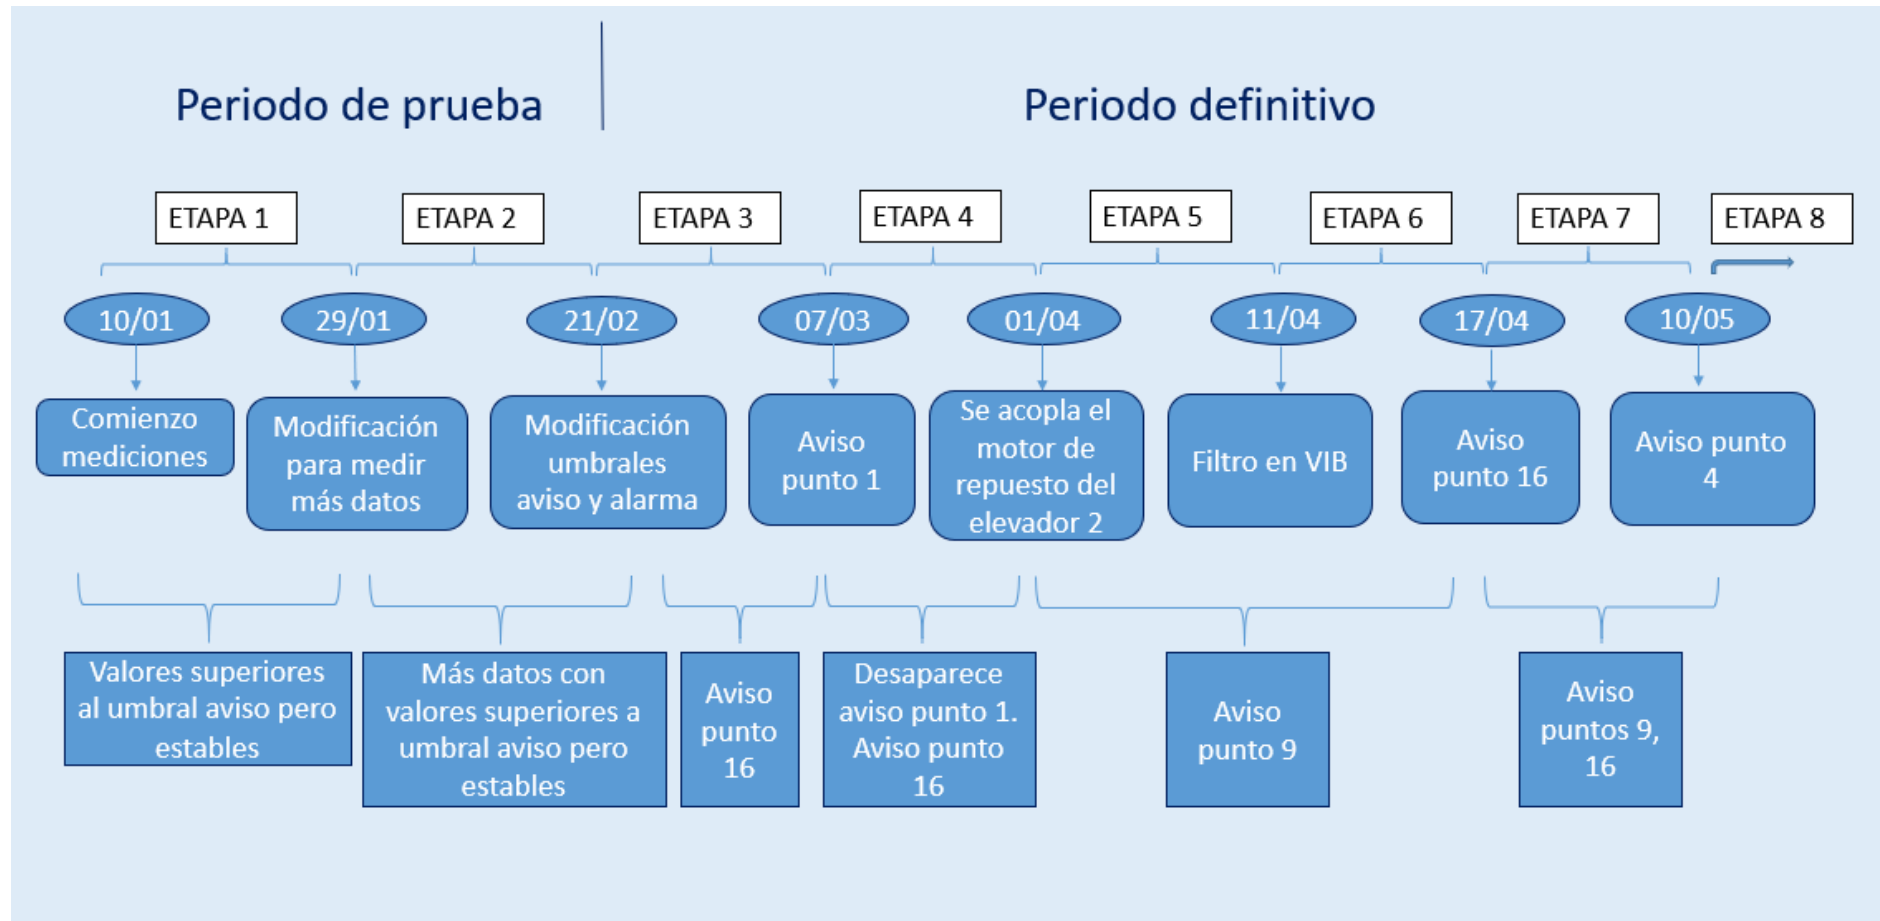 Periodo de prueba
Periodo definitivo
ETAPA 1
ETAPA 2
ETAPA 3
ETAPA 4
ETAPA 5
ETAPA 6
ETAPA 7
ETAPA 8
10/01
29/01
21/02
07/03
01/04
11/04
17/04
10/05
Comienzo
mediciones
Modificación
para medir
más datos
Modificación
umbrales
aviso y alarma
Aviso
punto 1
Se acopla el
motor de
repuesto del
elevador 2
Filtro en VIB
Aviso
punto 16
Aviso punto
4
Valores superiores
al umbral aviso pero
estables
Más datos con
valores superiores a
umbral aviso pero
estables
Aviso
punto
16
Desaparece
aviso punto 1.
Aviso punto
16
Aviso
punto 9
Aviso
puntos 9,
16